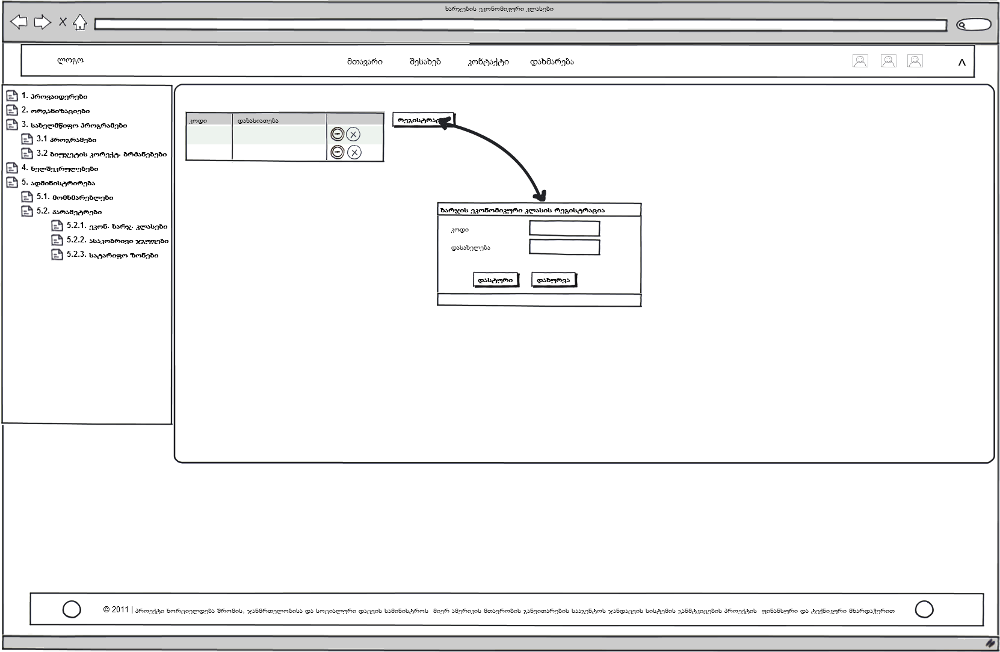 ხარჯების ეკონომიკური კლასები
ლოგო
მთავარი
შესახებ
კონტაქტი
დახმარება
1. პროვაიდერები
2. ორგანიზაციები
3. სახელმწიფო პროგრამები
3.1 პროგრამები
3.2 ბიუჯეტის კორექტ. ბრძანებები
4. ხელშეკრულებები
5. ადმინისტრირება
5.1. მომხმარებლები
5.2. პარამეტრები
5.2.1. ეკონ. ხარჯ. კლასები
5.2.2. ასაკობრივი ჯგუფები
5.2.3. სატარიფო ზონები
კოდი
დახასიათება
ხარჯის ეკონომიკური კლასის რეგისტრაცია
კოდი
დასახელება
დასტური
დახურვა
© 2011 | პროექტი ხორციელდება შრომის, ჯანმრთელობისა და სოციალური დაცვის სამინისტროს მიერ ამერიკის მთავრობის განვითარების სააგენტოს ჯანდაცვის სისტემის განმტკიცების პროექტის ფინანსური და ტექნიკური მხარდაჭერით